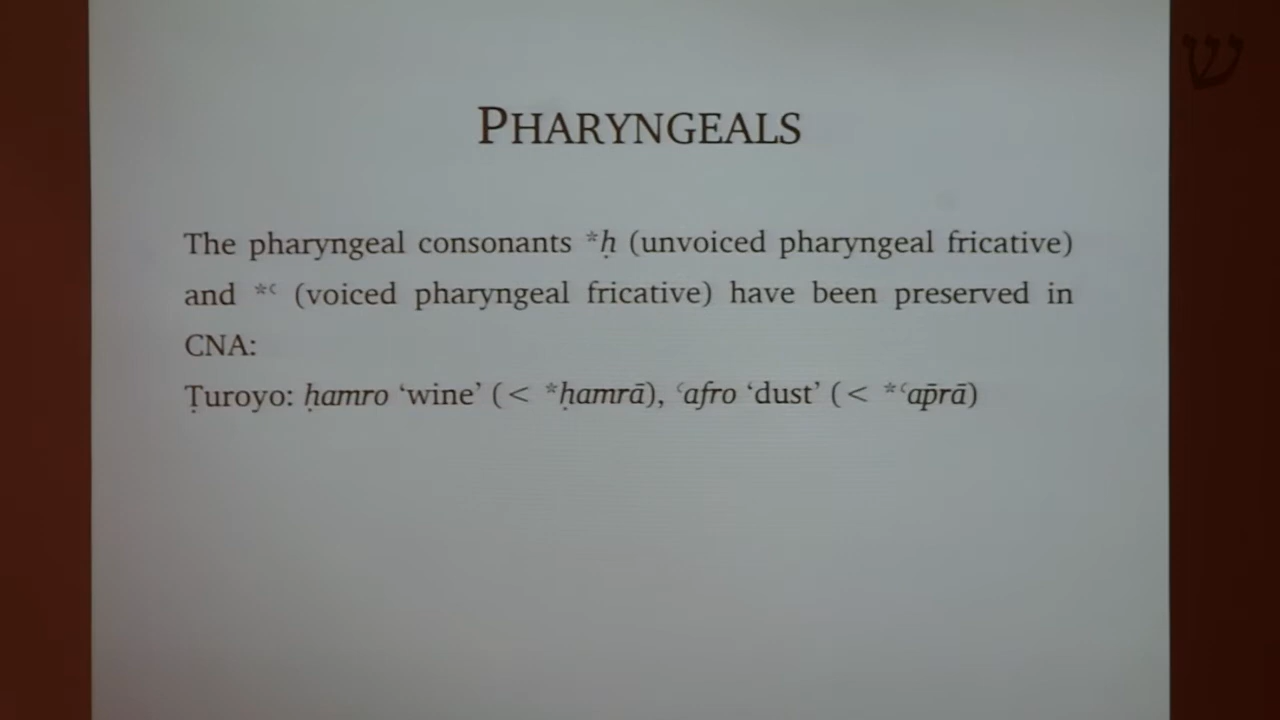 ש
PHARYNGEALS
The pharyngeal consonants *ḥ (unvoiced pharyngeal fricative)
and *ʿ (voiced pharyngeal fricative) have been preserved in
CNA:
Ṭuroyo: ḥamro ‘wine’ (< *ḥamrā), ʿafro ‘dust’ (< *ʿap̄rā)